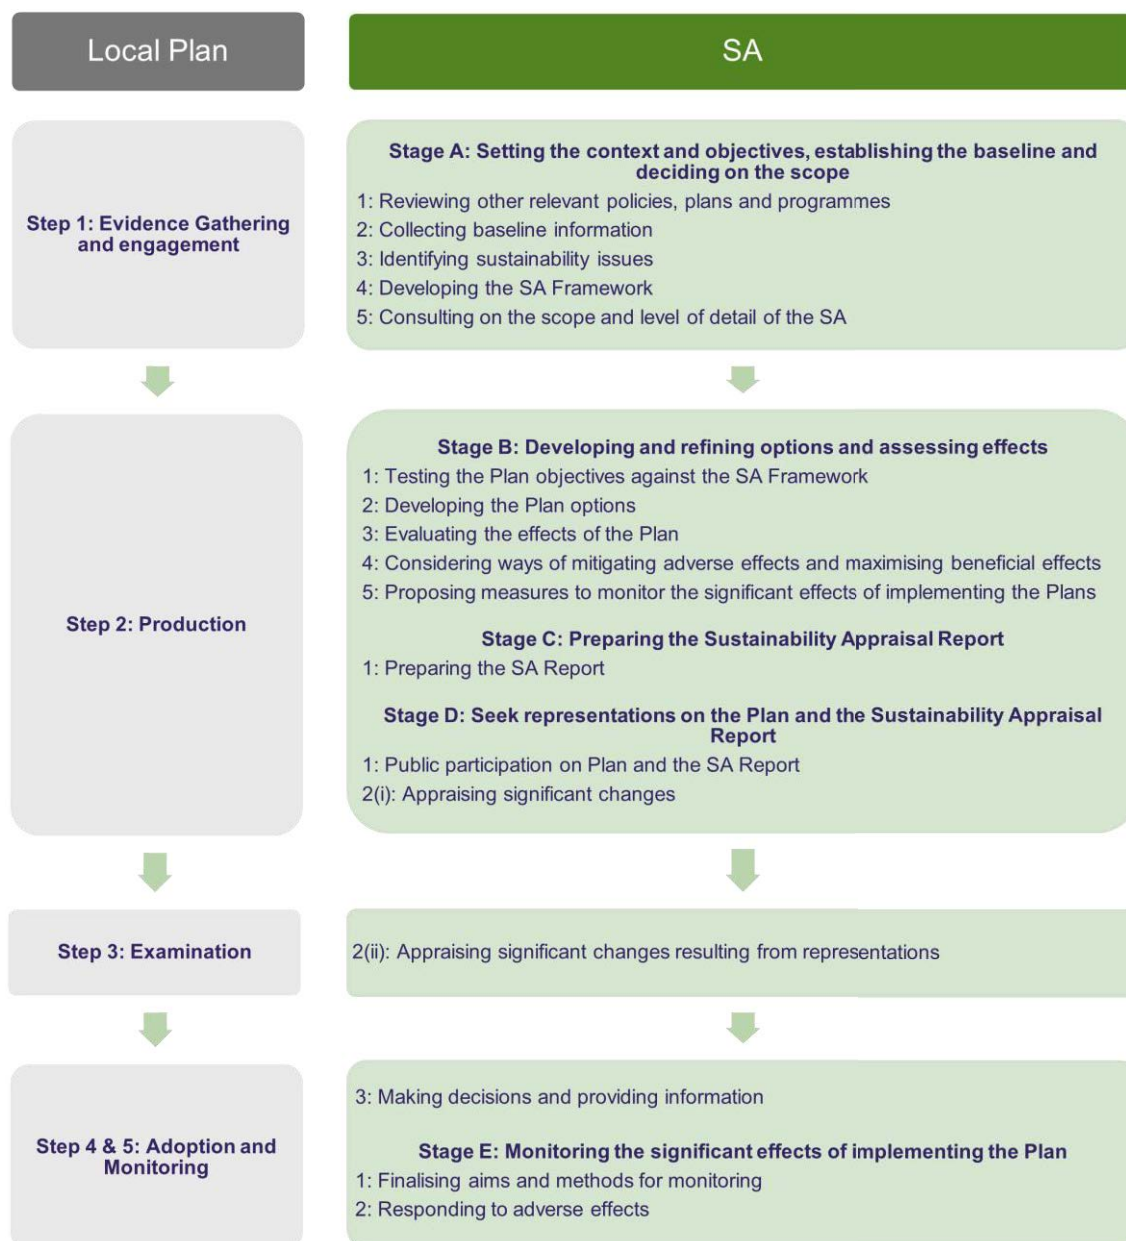 Local Plan
SA
Step 1: Evidence Gathering
and engagement
Stage A: Setting the context and objectives, establishing the baseline and
deciding on the scope
1: Reviewing other relevant policies, plans and programmes
2: Collecting baseline information
3: Identifying sustainability issues
4: Developing the SA Framework
5: Consulting on the scope and level of detail of the SA
Step 2: Production
Stage B: Developing and refining options and assessing effects
1: Testing the Plan objectives against the SA Framework
2: Developing the Plan options
3: Evaluating the effects of the Plan
4: Considering ways of mitigating adverse effects and maximising beneficial effects
5: Proposing measures to monitor the significant effects of implementing the Plans
Stage C: Preparing the Sustainability Appraisal Report
1: Preparing the SA Report
Stage D: Seek representations on the Plan and the Sustainability Appraisal
Report
1: Public participation on Plan and the SA Report
2(i): Appraising significant changes
Step 3: Examination
2(ii): Appraising significant changes resulting from representations
Step 4 & 5: Adoption and
Monitoring
3: Making decisions and providing information
Stage E: Monitoring the significant effects of implementing the Plan
1: Finalising aims and methods for monitoring
2: Responding to adverse effects